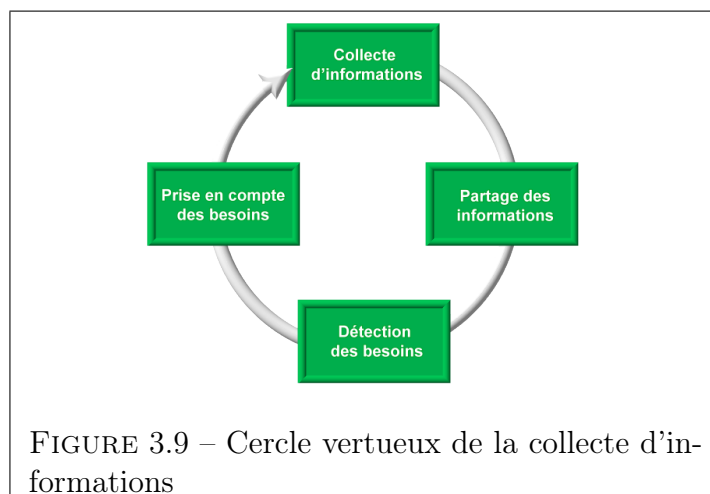 Collecte
d'informations
Prise en compte
des besoins
Partage des
informations
Détection
des besoins
FIGURE 3.9 – Cercle vertueux de la collecte d'in-
formations